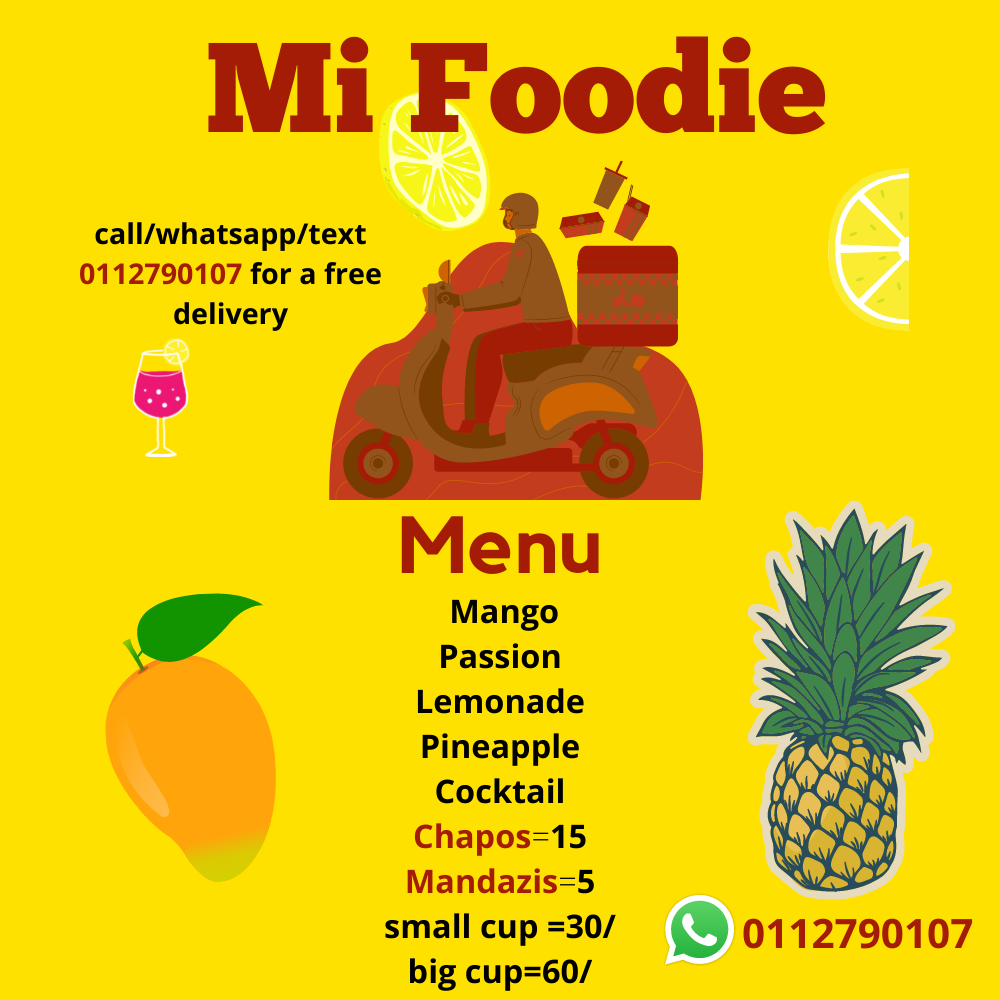 Mi Foodie
call/whatsapp/text
0112790107 for a free
delivery
Menu
Mango
Passion
Lemonade
Pineapple
Cocktail
Chapos=15
Mandazis=5
small cup =30/
big cup=60/
0112790107